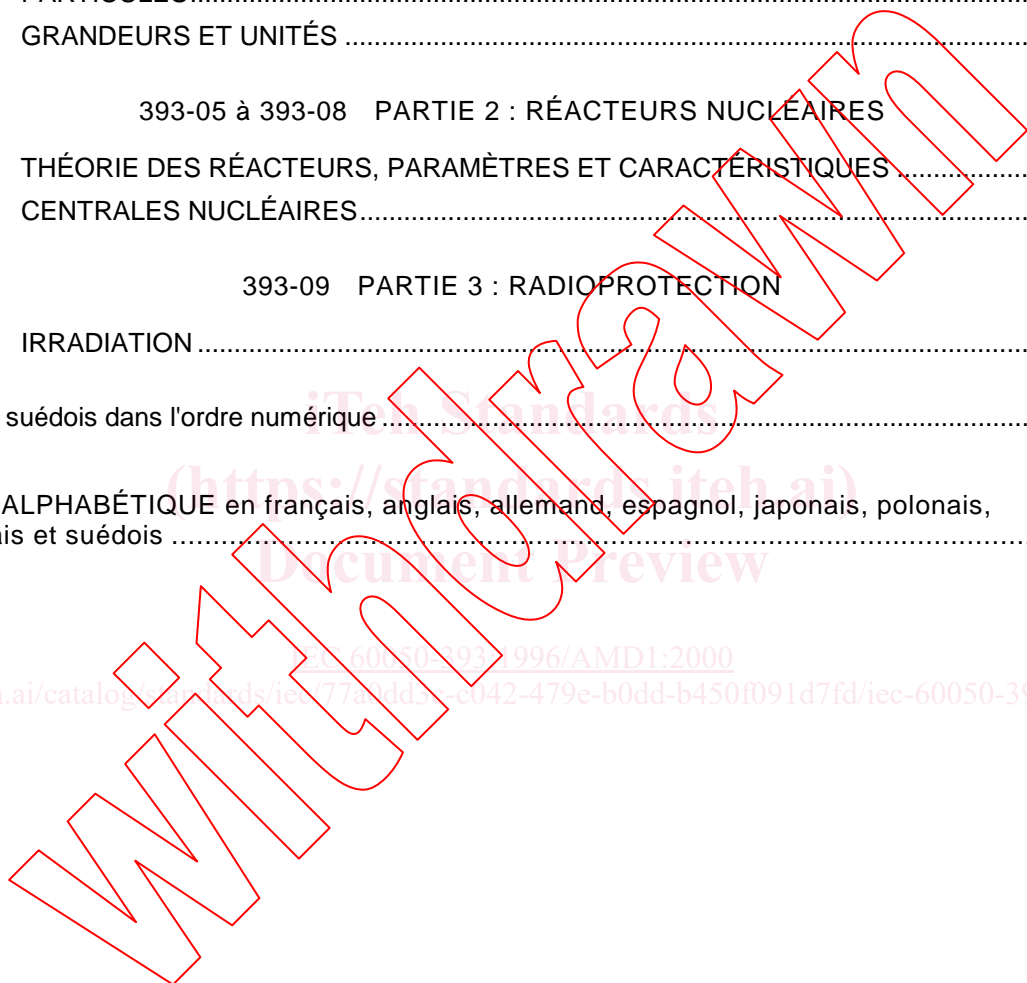 PARTICULES
GRANDEURS ET UNITÉS
393-05 à 393-08 PARTIE 2 : RÉACTEURS NUCLÉAIRES
THÉORIE DES RÉACTEURS, PARAMÈTRES ET CARACTÉRISTIQUES
CENTRALES NUCLÉAIRES
393-09 PARTIE 3 : RADIOPROTECTION
IRRADIATION
suédois dans l'ordre numérique
iTeh Standards
(https://standards.iteh.ai)
ALPHABÉTIQUE en français, anglais, allemand, espagnol, japonais, polonais,
et suédois
Document Preview
IEC 60050-393:1996/AMD1:2000
/catalog/standards/iec/77a0dd3c-c042-479e-b0dd-b450f091d7fd/iec-60050-39
withdrawn